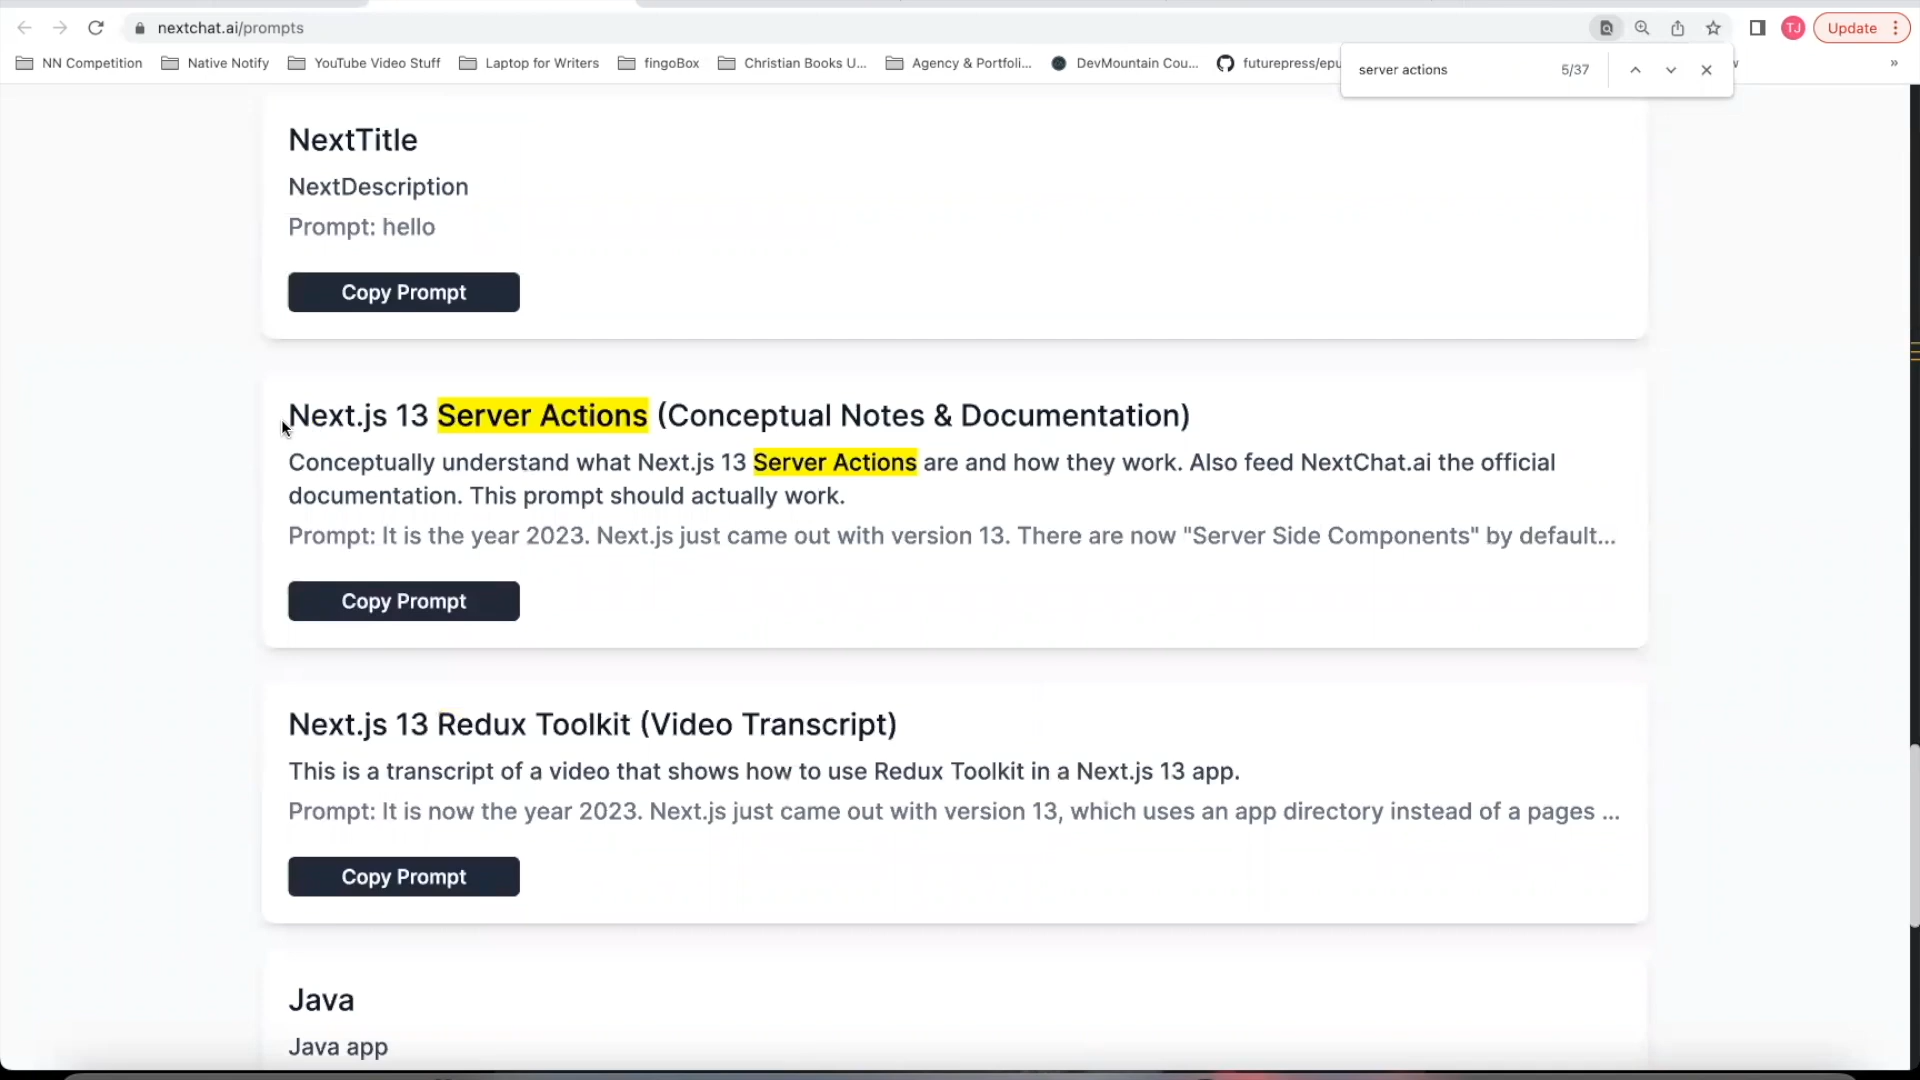 nextchat.ai/prompts
TJ
Update
NN Competition
Native Notify
YouTube Video Stuff
Laptop for Writers
fingoBox
Christian Books U...
Agency & Portfoli...
DevMountain Cou...
futurepress/epu
server actions
5/37
»
NextTitle
NextDescription
Prompt: hello
Copy Prompt
Next.js 13 Server Actions (Conceptual Notes & Documentation)
Conceptually understand what Next.js 13 Server Actions are and how they work. Also feed NextChat.ai the official
documentation. This prompt should actually work.
Prompt: It is the year 2023. Next.js just came out with version 13. There are now "Server Side Components" by default...
Copy Prompt
Next.js 13 Redux Toolkit (Video Transcript)
This is a transcript of a video that shows how to use Redux Toolkit in a Next.js 13 app.
Prompt: It is now the year 2023. Next.js just came out with version 13, which uses an app directory instead of a pages ...
Copy Prompt
Java
Java app